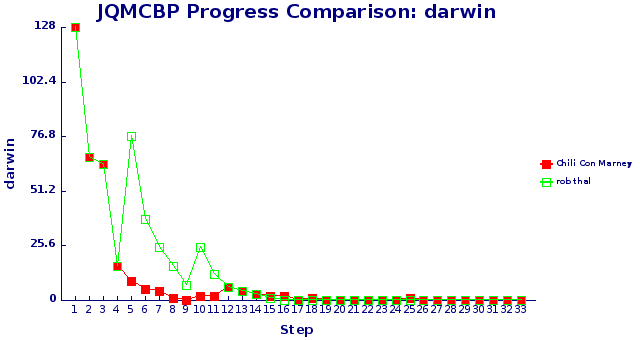 JQMCBP Progress Comparison: darwin
128
102.4
76.8
51.2
25.6
0
darwin
1 2 3 4 5 6 7 8 9 10 11 12 13 14 15 16 17 18 19 20 21 22 23 24 25 26 27 28 29 30 31 32 33
Step
Chili Con Marney
rob thal